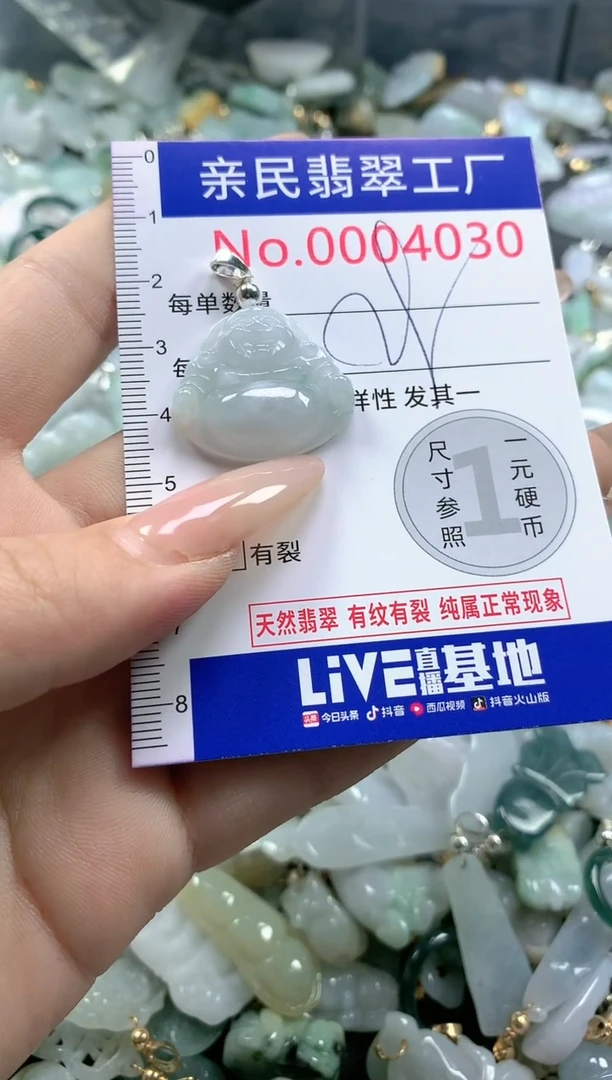 亲民翡翠工厂
No.0004030
每单数量
每
样性 发其一
尺寸参照
1
一元硬币
有裂
天然翡翠 有纹有裂 纯属正常现象
LiVE直播基地
头条 今日头条 抖音 西瓜视频 抖音火山版
0
1
2
3
4
5
7
8